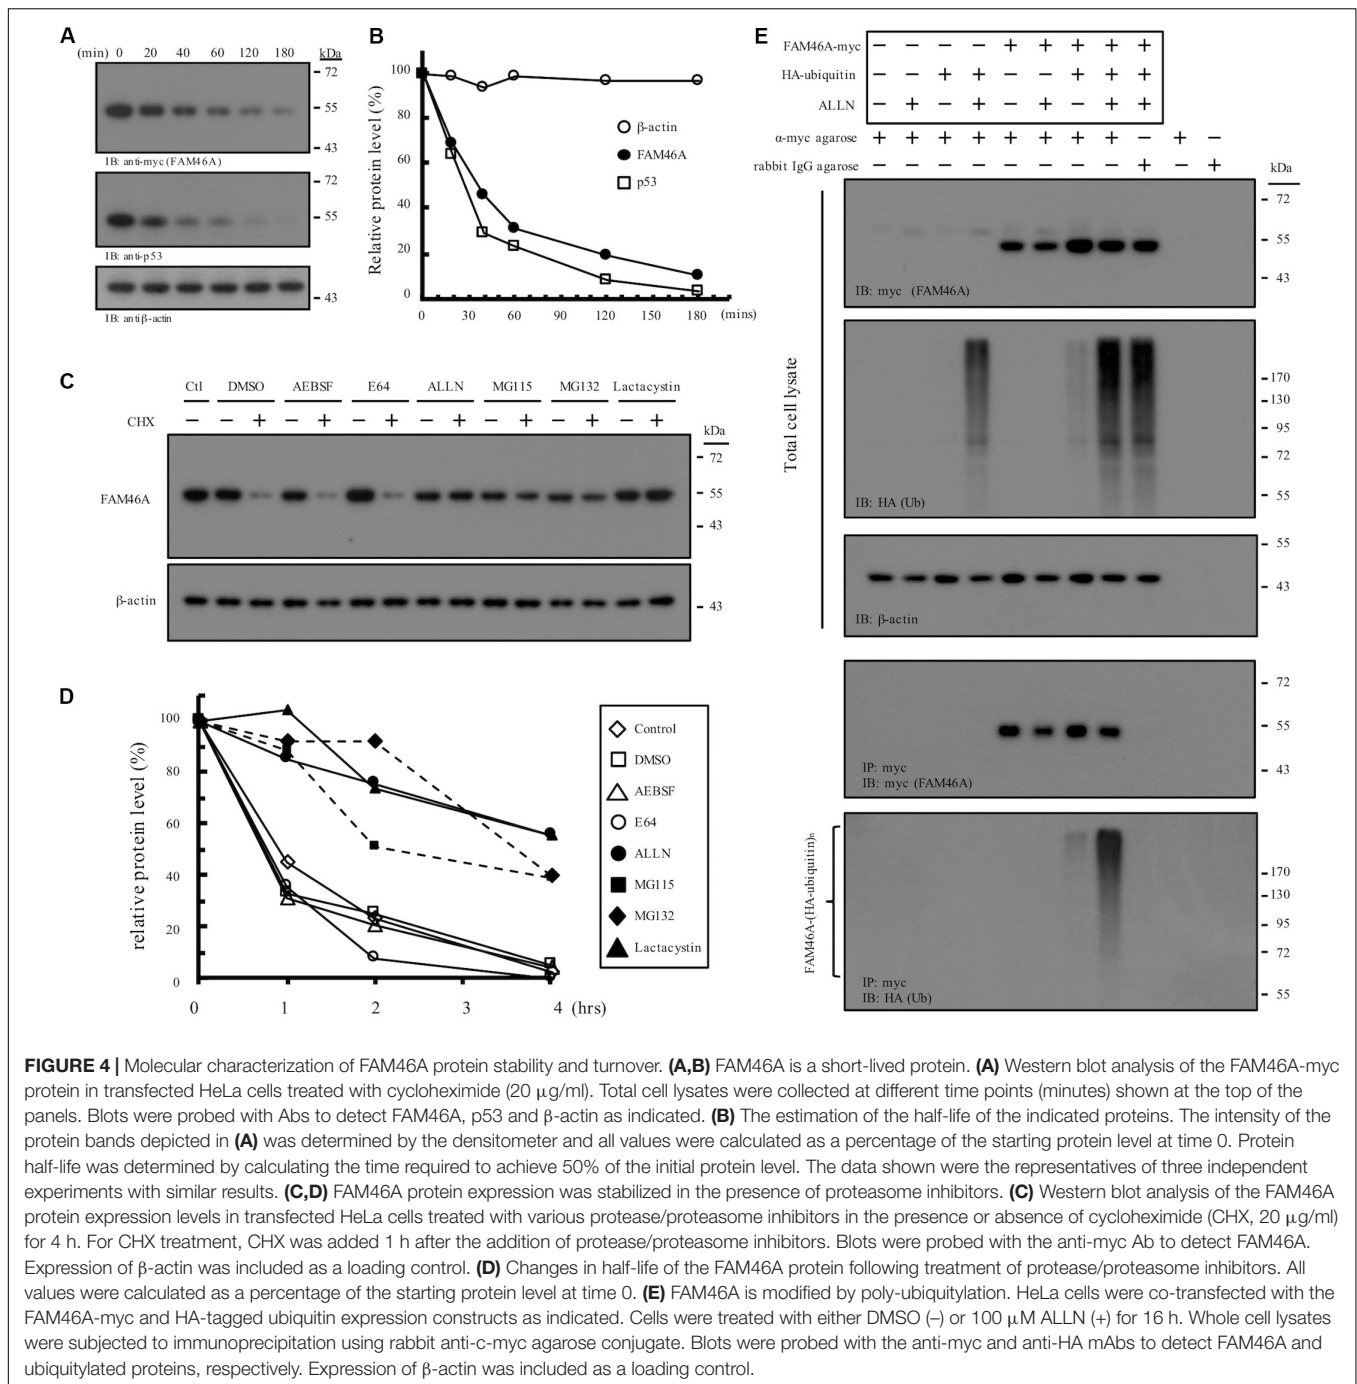 A
(min) 0 20 40 60 120 180 kDa
72
55
43
IB: anti-myc (FAM46A)
72
55
IB: anti-p53
43
IB: antiβ-actin
B
Relative protein level (%)
100
80
60
40
20
0
β-actin
FAM46A
p53
0 30 60 90 120 150 180 (mins)
C
Ctl DMSO AEBSF E64 ALLN MG115 MG132 Lactacystin
CHX − − + − + − + − + − + − + − +
kDa
72
FAM46A 55
43
β-actin 43
D
relative protein level (%)
100
80
60
40
20
0
0 1 2 3 4 (hrs)
Control
DMSO
AEBSF
E64
ALLN
MG115
MG132
Lactacystin
E
FAM46A-myc − − − − + + + + +
HA-ubiquitin − − + + − − + + +
ALLN − + − + − + − + +
α-myc agarose + + + + + + + + − + −
rabbit IgG agarose − − − − − − − − + − +
kDa
Total cell lysate
72
55
43
IB: myc (FAM46A)
170
130
95
72
55
IB: HA (Ub)
55
43
IB: β-actin
72
55
43
IP: myc
IB: myc (FAM46A)
FAM46A-(HA-ubiquitin)n
170
130
95
72
55
IP: myc
IB: HA (Ub)
FIGURE 4 | Molecular characterization of FAM46A protein stability and turnover. (A,B) FAM46A is a short-lived protein. (A) Western blot analysis of the FAM46A-myc
protein in transfected HeLa cells treated with cycloheximide (20 μg/ml). Total cell lysates were collected at different time points (minutes) shown at the top of the
panels. Blots were probed with Abs to detect FAM46A, p53 and β-actin as indicated. (B) The estimation of the half-life of the indicated proteins. The intensity of the
protein bands depicted in (A) was determined by the densitometer and all values were calculated as a percentage of the starting protein level at time 0. Protein
half-life was determined by calculating the time required to achieve 50% of the initial protein level. The data shown were the representatives of three independent
experiments with similar results. (C,D) FAM46A protein expression was stabilized in the presence of proteasome inhibitors. (C) Western blot analysis of the FAM46A
protein expression levels in transfected HeLa cells treated with various protease/proteasome inhibitors in the presence or absence of cycloheximide (CHX, 20 μg/ml)
for 4 h. For CHX treatment, CHX was added 1 h after the addition of protease/proteasome inhibitors. Blots were probed with the anti-myc Ab to detect FAM46A.
Expression of β-actin was included as a loading control. (D) Changes in half-life of the FAM46A protein following treatment of protease/proteasome inhibitors. All
values were calculated as a percentage of the starting protein level at time 0. (E) FAM46A is modified by poly-ubiquitylation. HeLa cells were co-transfected with the
FAM46A-myc and HA-tagged ubiquitin expression constructs as indicated. Cells were treated with either DMSO (–) or 100 μM ALLN (+) for 16 h. Whole cell lysates
were subjected to immunoprecipitation using rabbit anti-c-myc agarose conjugate. Blots were probed with the anti-myc and anti-HA mAbs to detect FAM46A and
ubiquitylated proteins, respectively. Expression of β-actin was included as a loading control.